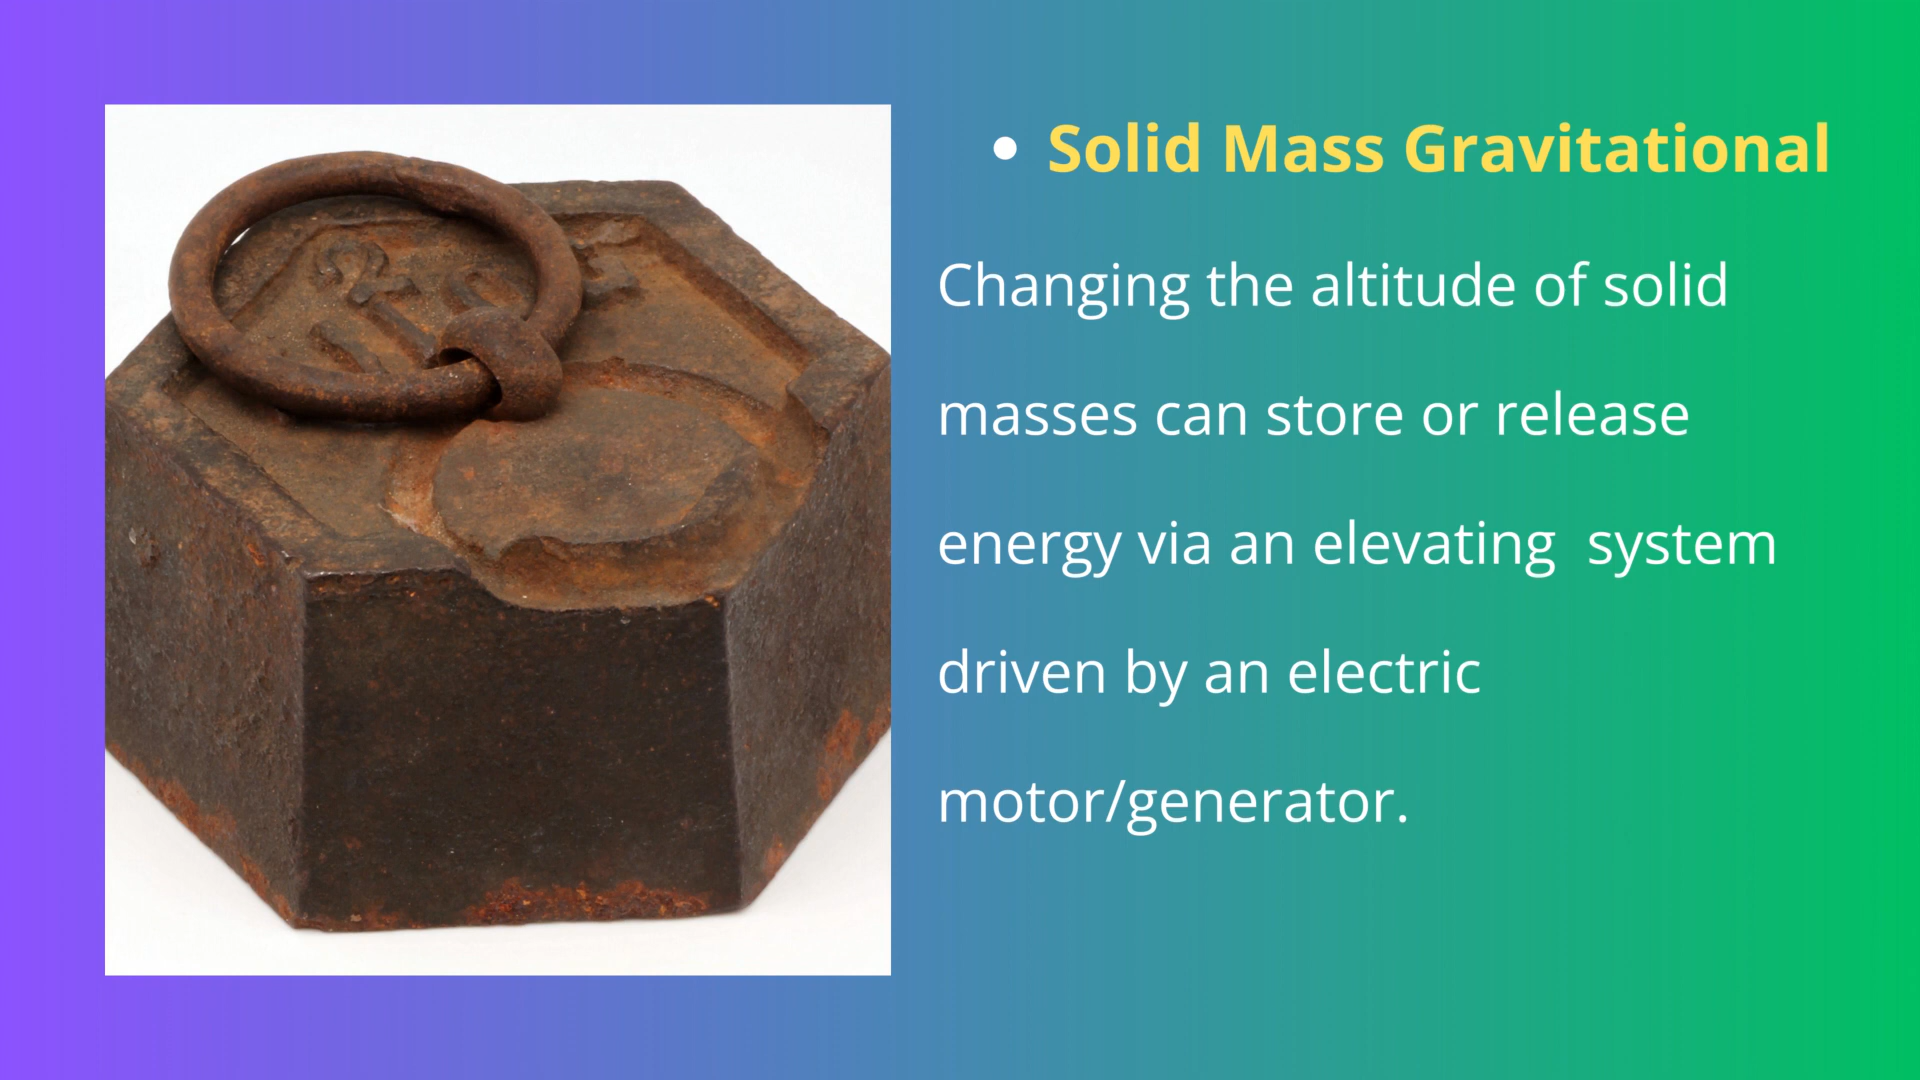 • Solid Mass Gravitational
Changing the altitude of solid
masses can store or release
energy via an elevating  system
driven by an electric
motor/generator.